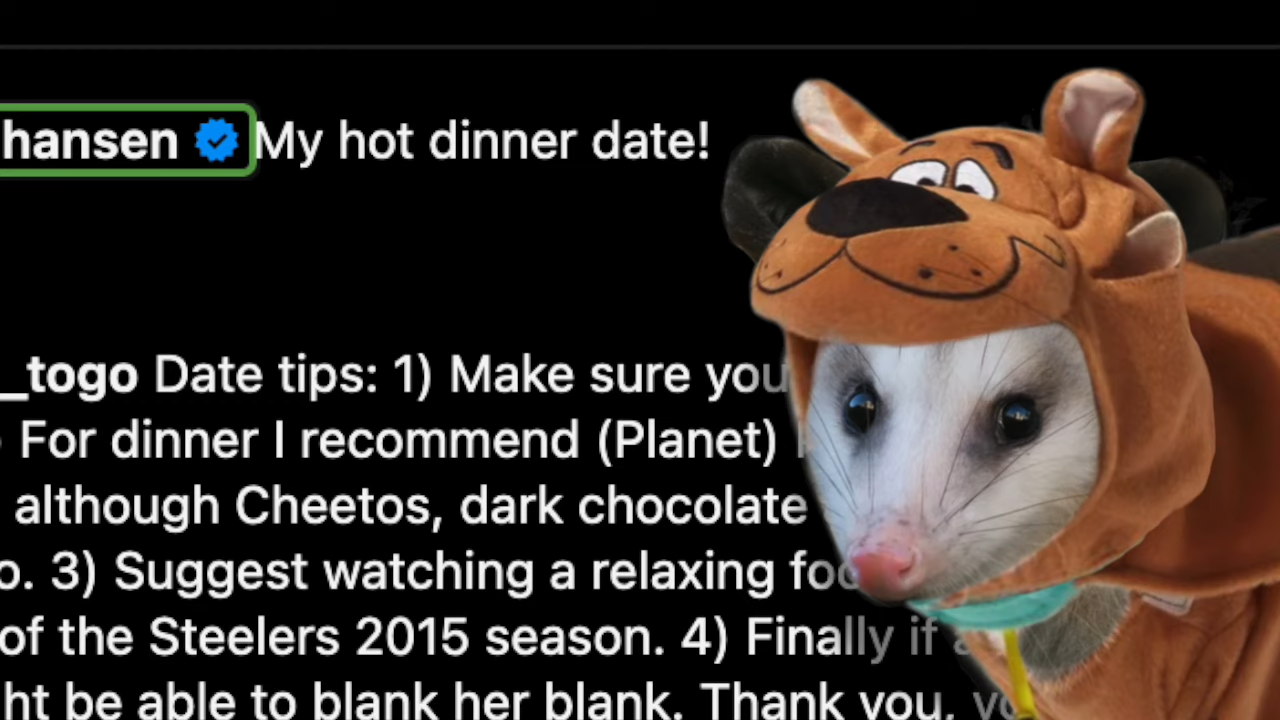 hansen My hot dinner date!
_togo Date tips: 1) Make sure you
For dinner I recommend (Planet)
although Cheetos, dark chocolate
o. 3) Suggest watching a relaxing foo
of the Steelers 2015 season. 4) Finally if a
ht be able to blank her blank. Thank you, yo